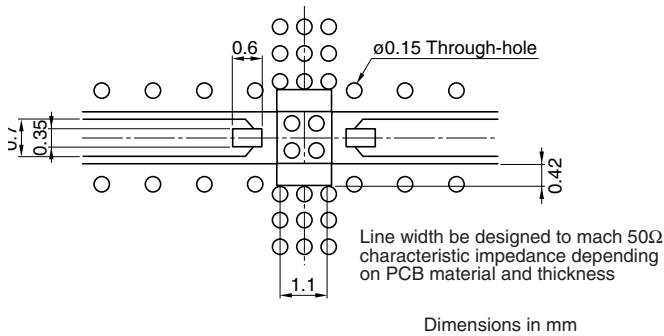 0.6
ø0.15 Through-hole
0.7
0.35
0.42
Line width be designed to mach 50Ω
characteristic impedance depending
on PCB material and thickness
1.1
Dimensions in mm